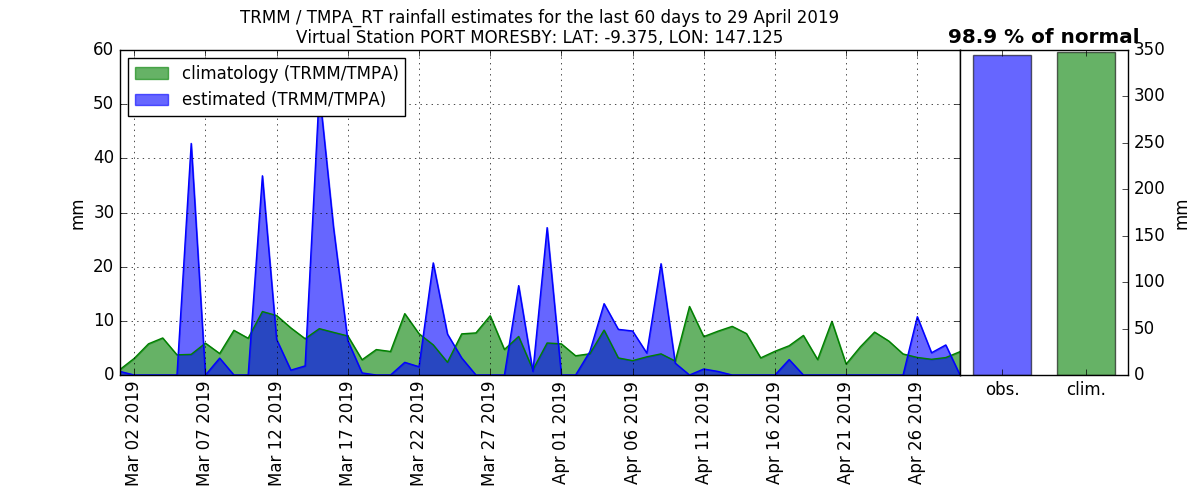 TRMM / TMPA_RT rainfall estimates for the last 60 days to 29 April 2019
Virtual Station PORT MORESBY: LAT: -9.375, LON: 147.125
98.9 % of normal
climatology (TRMM/TMPA)
estimated (TRMM/TMPA)
mm
60
50
40
30
20
10
0
Mar 02 2019
Mar 07 2019
Mar 12 2019
Mar 17 2019
Mar 22 2019
Mar 27 2019
Apr 01 2019
Apr 06 2019
Apr 11 2019
Apr 16 2019
Apr 21 2019
Apr 26 2019
obs.
clim.
350
300
250
200
150
100
50
0
mm